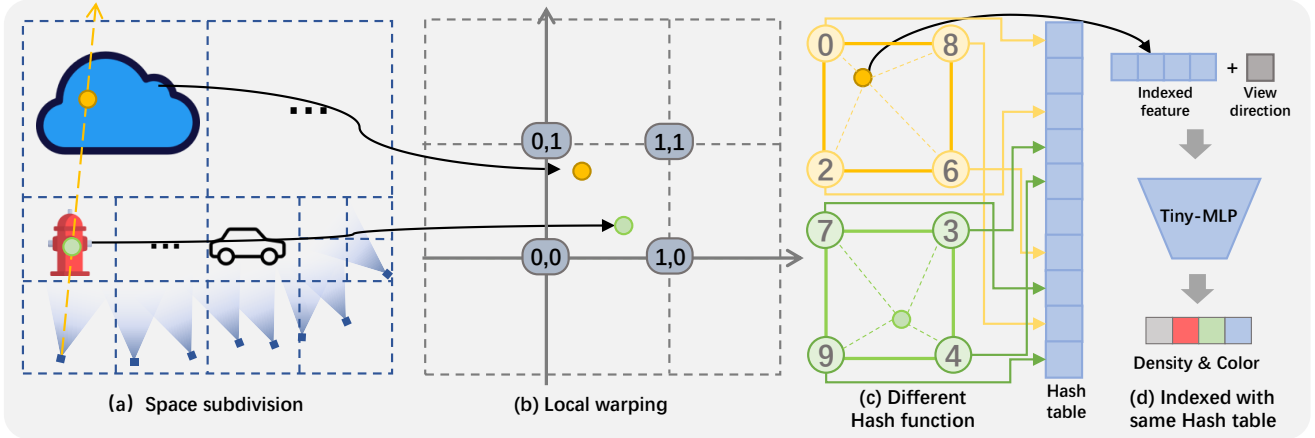 0,1
1,1
0,0
1,0
0
8
2
6
7
3
9
4
Indexed
feature
+
View
direction
Tiny-MLP
Density & Color
(a) Space subdivision
(b) Local warping
(c) Different
Hash function
Hash
table
(d) Indexed with
same Hash table